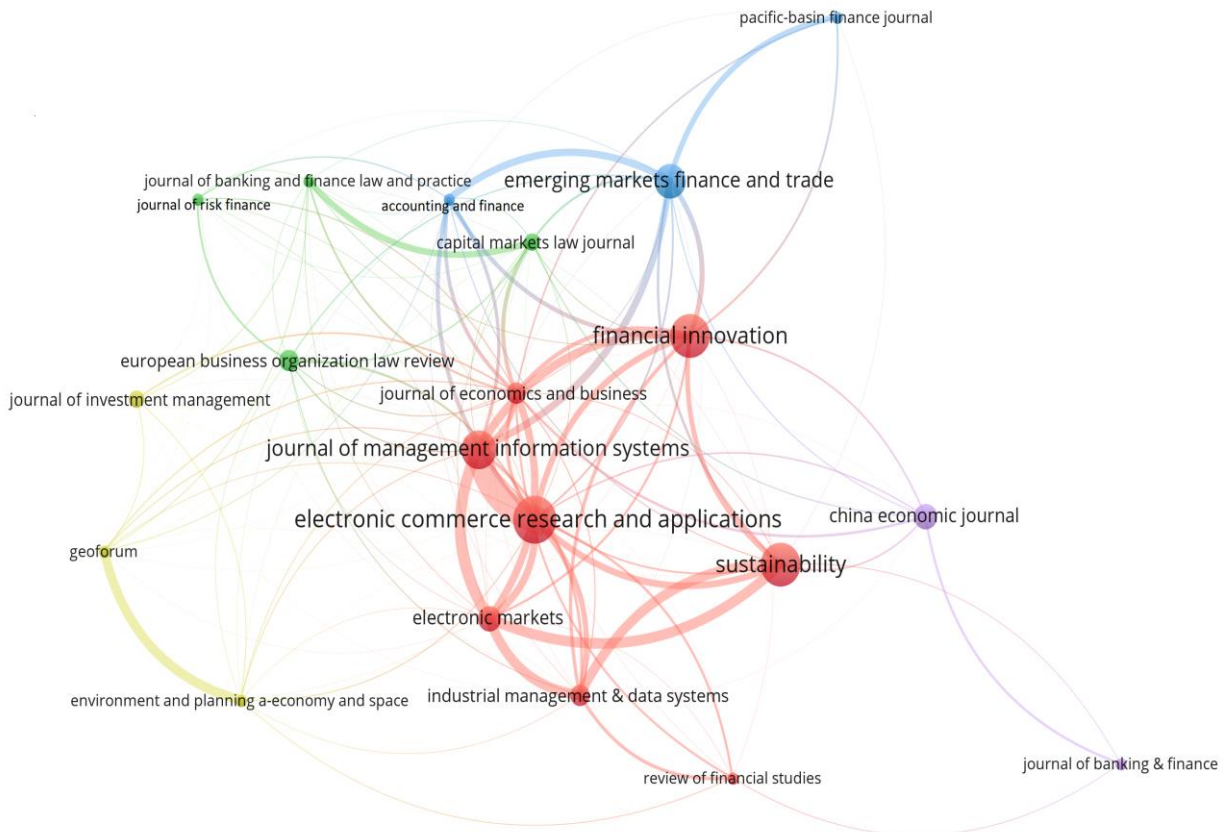 pacific-basin finance journal
journal of banking and finance law and practice
emerging markets finance and trade
journal of risk finance
accounting and finance
capital markets law journal
financial innovation
european business organization law review
journal of investment management
journal of economics and business
journal of management information systems
electronic commerce research and applications
china economic journal
geoforum
sustainability
electronic markets
environment and planning a-economy and space
industrial management & data systems
review of financial studies
journal of banking & finance